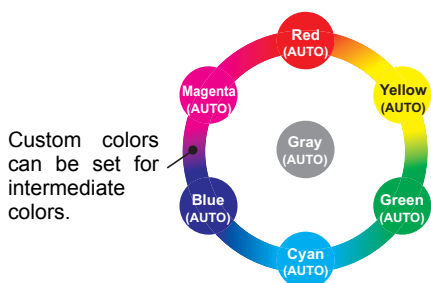 Red
(AUTO)
Magenta
(AUTO)
Yellow
(AUTO)
Custom colors
can be set for
intermediate
colors.
Gray
(AUTO)
Blue
(AUTO)
Green
(AUTO)
Cyan
(AUTO)